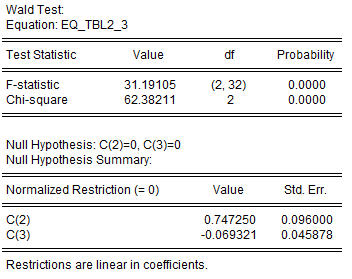 Wald Test:
Equation: EQ_TBL2_3
Test Statistic Value df Probability
F-statistic 31.19105 (2, 32) 0.0000
Chi-square 62.38211 2 0.0000
Null Hypothesis: C(2)=0, C(3)=0
Null Hypothesis Summary:
Normalized Restriction (= 0) Value Std. Err.
C(2) 0.747250 0.096000
C(3) -0.069321 0.045878
Restrictions are linear in coefficients.